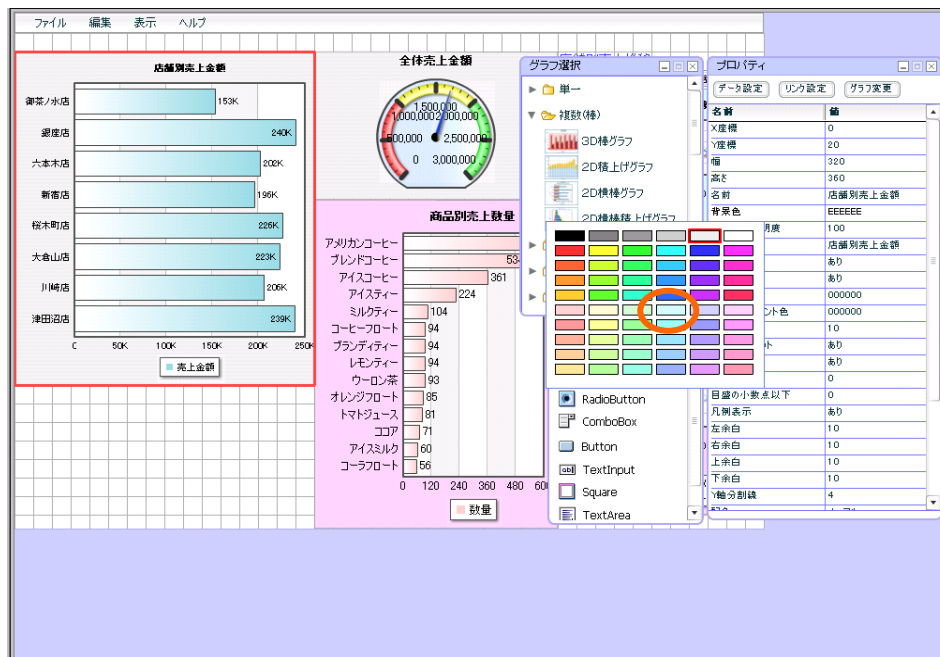 ファイル 編集 表示 ヘルプ
店舗別売上金額
御茶ノ水店 153K
銀座店 240K
六本木店 202K
新宿店 196K
桜木町店 226K
大倉山店 223K
川崎店 206K
津田沼店 239K
50K 100K 150K 200K 250K
売上金額
全体売上金額
1,500,000
1,000,000 2,000,000
500,000 2,500,000
0 3,000,000
商品別売上数量
アメリカンコーヒー
ブレンドコーヒー
アイスコーヒー 361
アイスティー 224
ミルクティー 104
コーヒーフロート 94
ブランディティー 94
レモンティー 94
ウーロン茶 93
オレンジフロート 85
トマトジュース 81
ココア 71
アイスミルク 60
コーラフロート 56
0 120 240 360 480
数量
グラフ選択
単一
複数(棒)
3D棒グラフ
2D積上げグラフ
2D横棒グラフ
2D横棒積上げグラフ
RadioButton
ComboBox
Button
TextInput
Square
TextArea
プロパティ
データ設定 リンク設定 グラフ変更
名前 値
X座標 0
Y座標 20
幅 320
高さ 360
名前 店舗別売上金額
背景色 EEEEEE
100
店舗別売上金額
あり
あり
000000
000000
10
あり
あり
0
目盛の小数点以下 0
凡例表示 あり
左余白 10
右余白 10
上余白 10
下余白 10
Y軸分割線 4